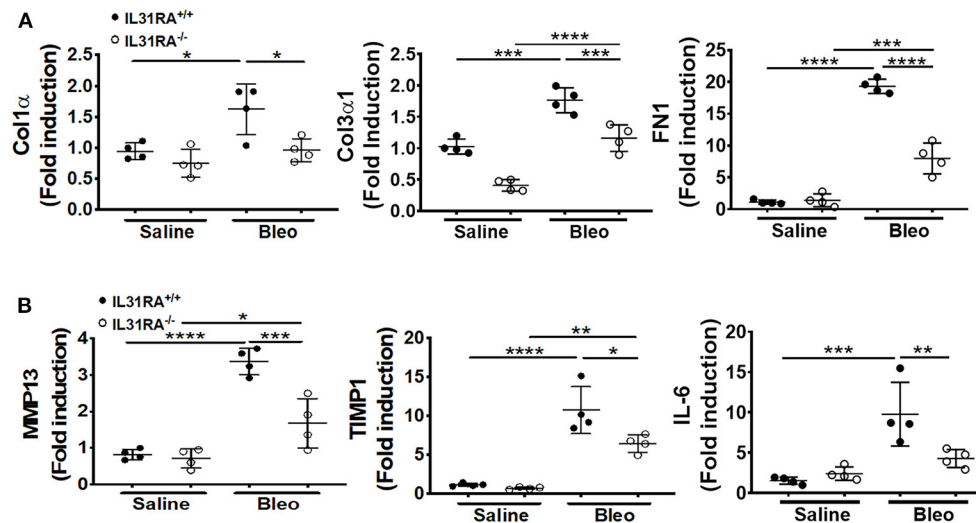 A
IL31RA+/+
IL31RA-/-
Col1α
(Fold induction)
2.5
2.0
1.5
1.0
0.5
0.0
*
*
Saline
Bleo
Col3α1
(Fold Induction)
2.5
2.0
1.5
1.0
0.5
0.0
****
***
***
Saline
Bleo
FN1
(Fold induction)
25
20
15
10
5
0
***
****
****
Saline
Bleo
B
IL31RA+/+
IL31RA-/-
MMP13
(Fold induction)
4
3
2
1
0
*
****
***
Saline
Bleo
TIMP1
(Fold induction)
20
15
10
5
0
**
****
*
Saline
Bleo
IL-6
(Fold induction)
20
15
10
5
0
***
**
Saline
Bleo